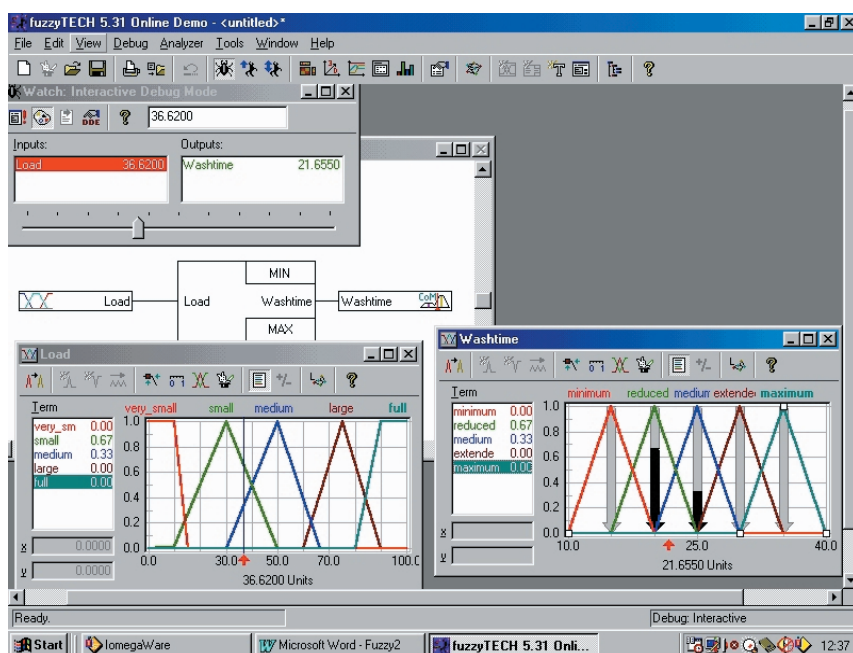 fuzzyTECH 5.31 Online Demo - <untitled>*
File Edit View Debug Analyzer Tools Window Help
Watch: Interactive Debug Mode
DDE
36.6200
Inputs:
Outputs:
Load 36.6200
Washtime 21.6550
MIN
Load
Load
Washtime
Washtime
CoM
MAX
Load
Term
very_sm 0.00
small 0.67
medium 0.33
large 0.00
full 0.00
very_small small medium large full
1.0
0.8
0.6
0.4
0.2
0.0
x 0.0000
y 0.0000
0.0 30.0 50.0 70.0 100.0
36.6200 Units
Washtime
Term
minimum 0.00
reduced 0.67
medium 0.33
extende 0.00
maximum 0.00
minimum reduced medium extende maximum
1.0
0.8
0.6
0.4
0.2
0.0
x
y
10.0 25.0 40.0
21.6550 Units
Ready.
Debug: Interactive
Start
IomegaWare
Microsoft Word - Fuzzy2
fuzzyTECH 5.31 Onli...
12:37